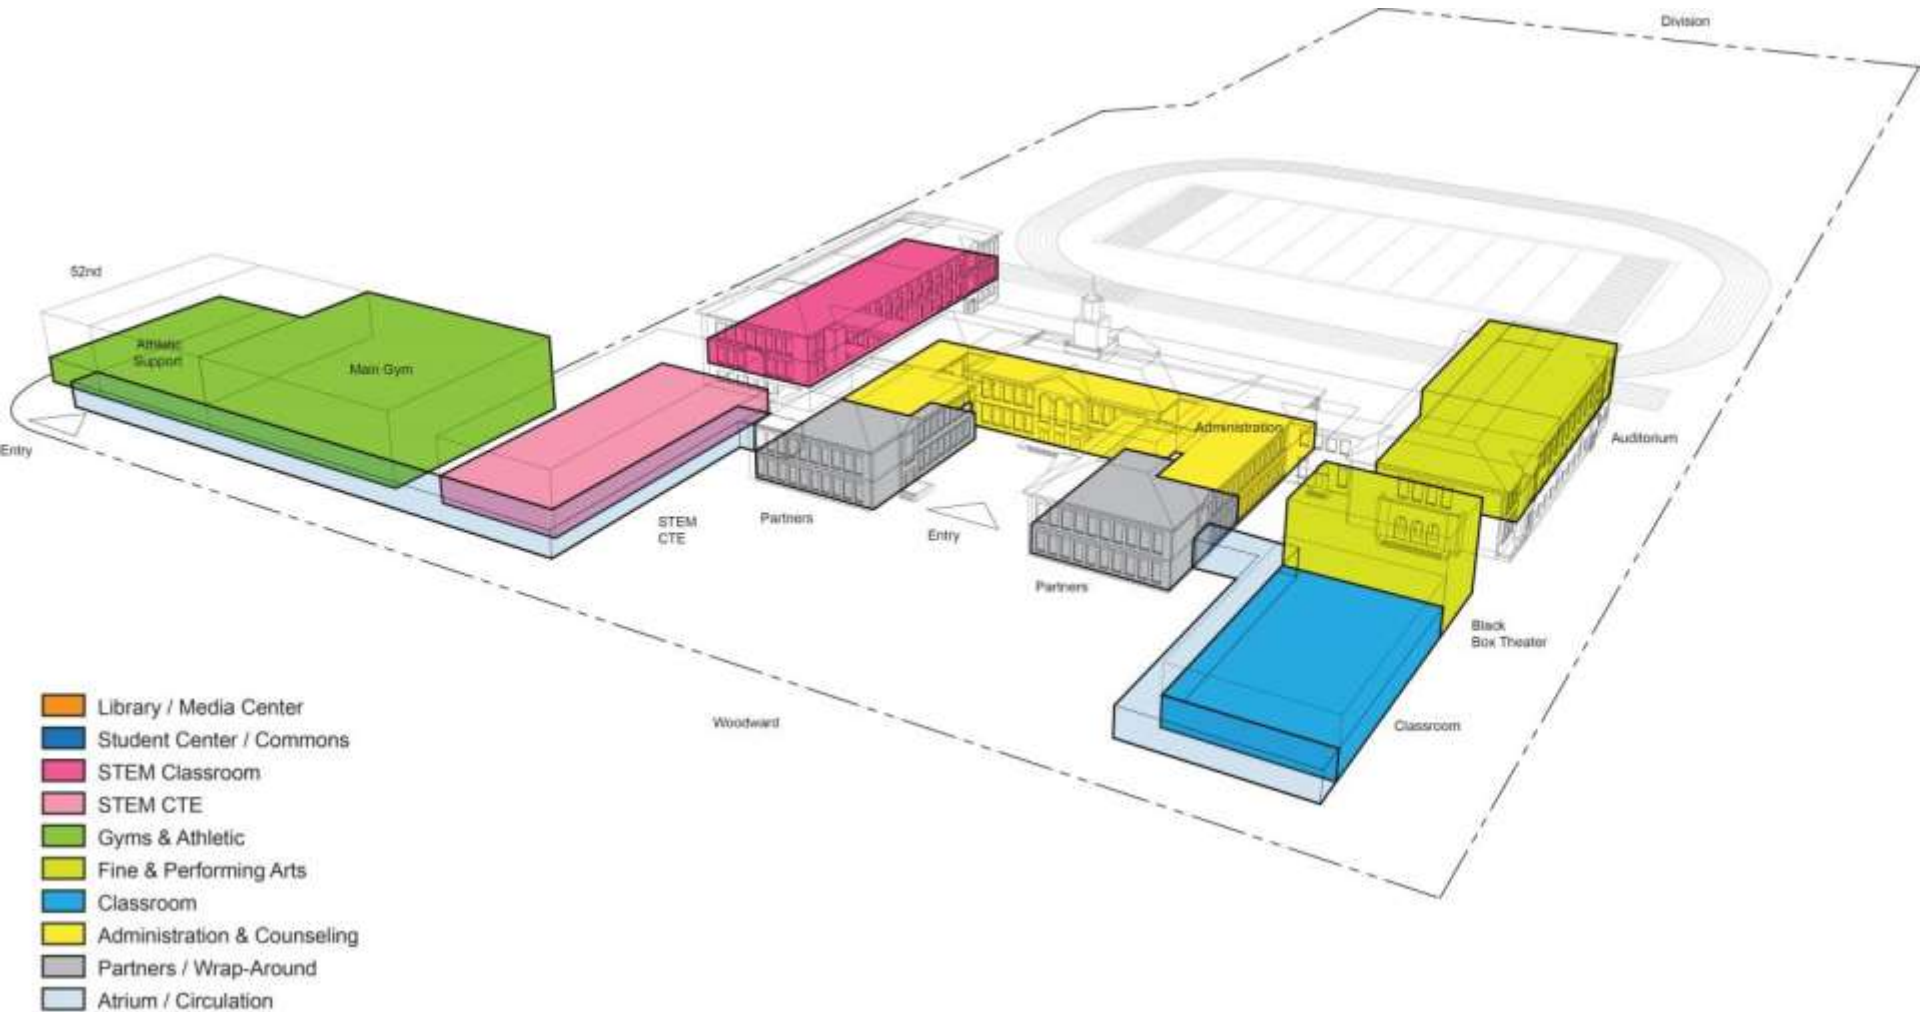 Division
52nd
Athletic
Support
Main Gym
Entry
Administration
Auditorium
STEM
CTE
Partners
Entry
Partners
Black
Box Theater
Woodward
Classroom
Library / Media Center
Student Center / Commons
STEM Classroom
STEM CTE
Gyms & Athletic
Fine & Performing Arts
Classroom
Administration & Counseling
Partners / Wrap-Around
Atrium / Circulation